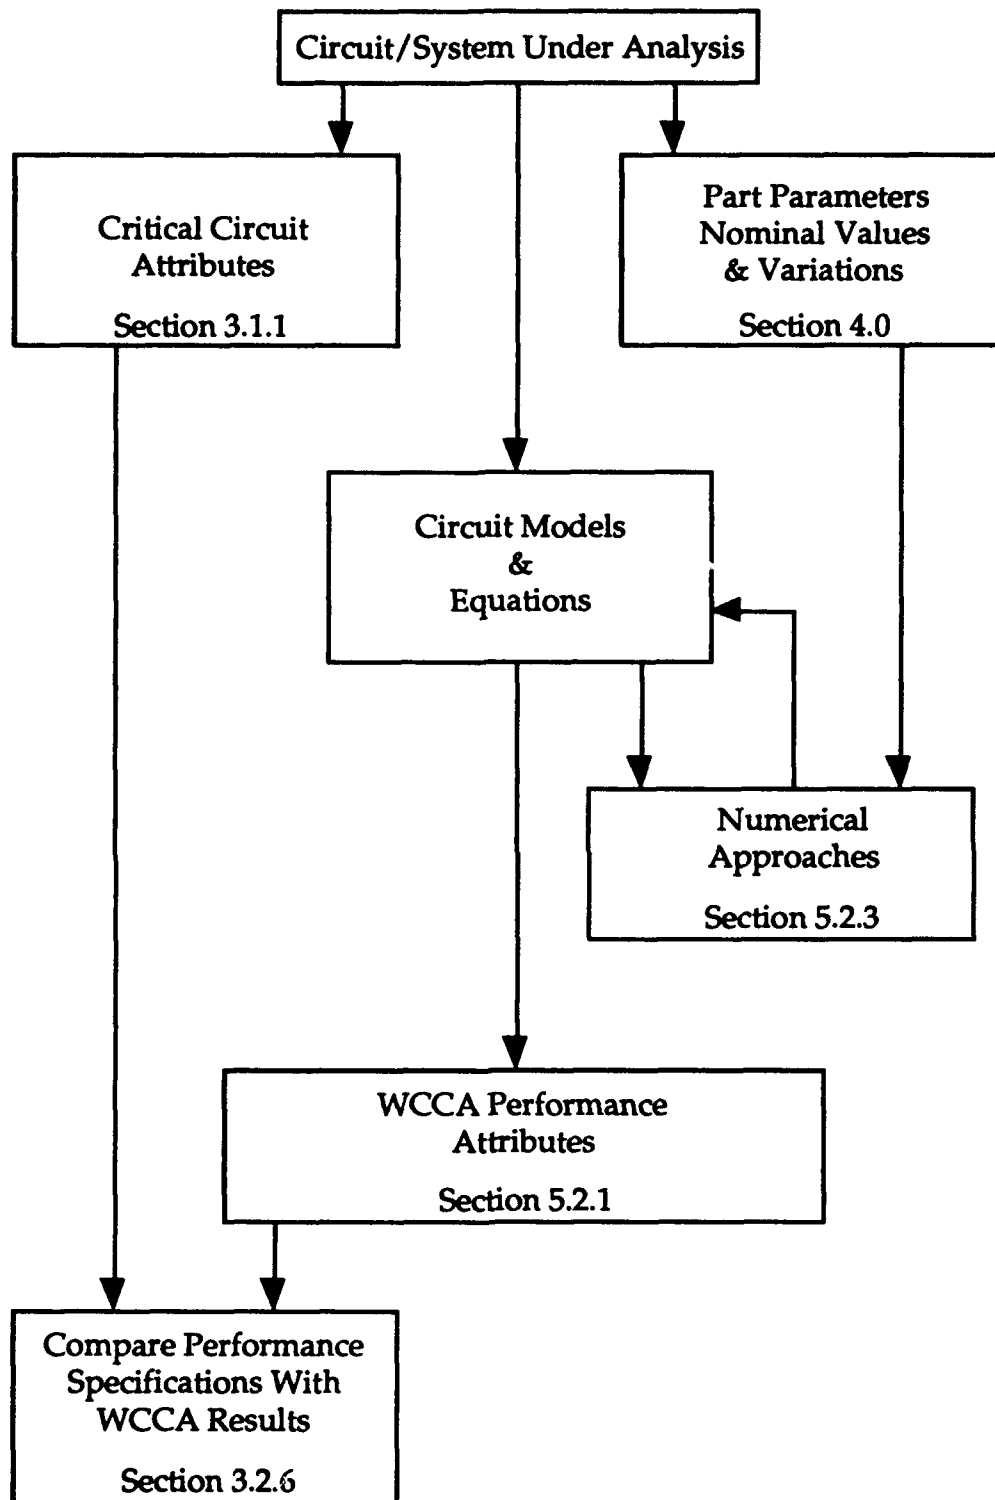 Circuit/System Under Analysis
Critical Circuit
Attributes
Section 3.1.1
Part Parameters
Nominal Values
& Variations
Section 4.0
Circuit Models
&
Equations
Numerical
Approaches
Section 5.2.3
WCCA Performance
Attributes
Section 5.2.1
Compare Performance
Specifications With
WCCA Results
Section 3.2.6